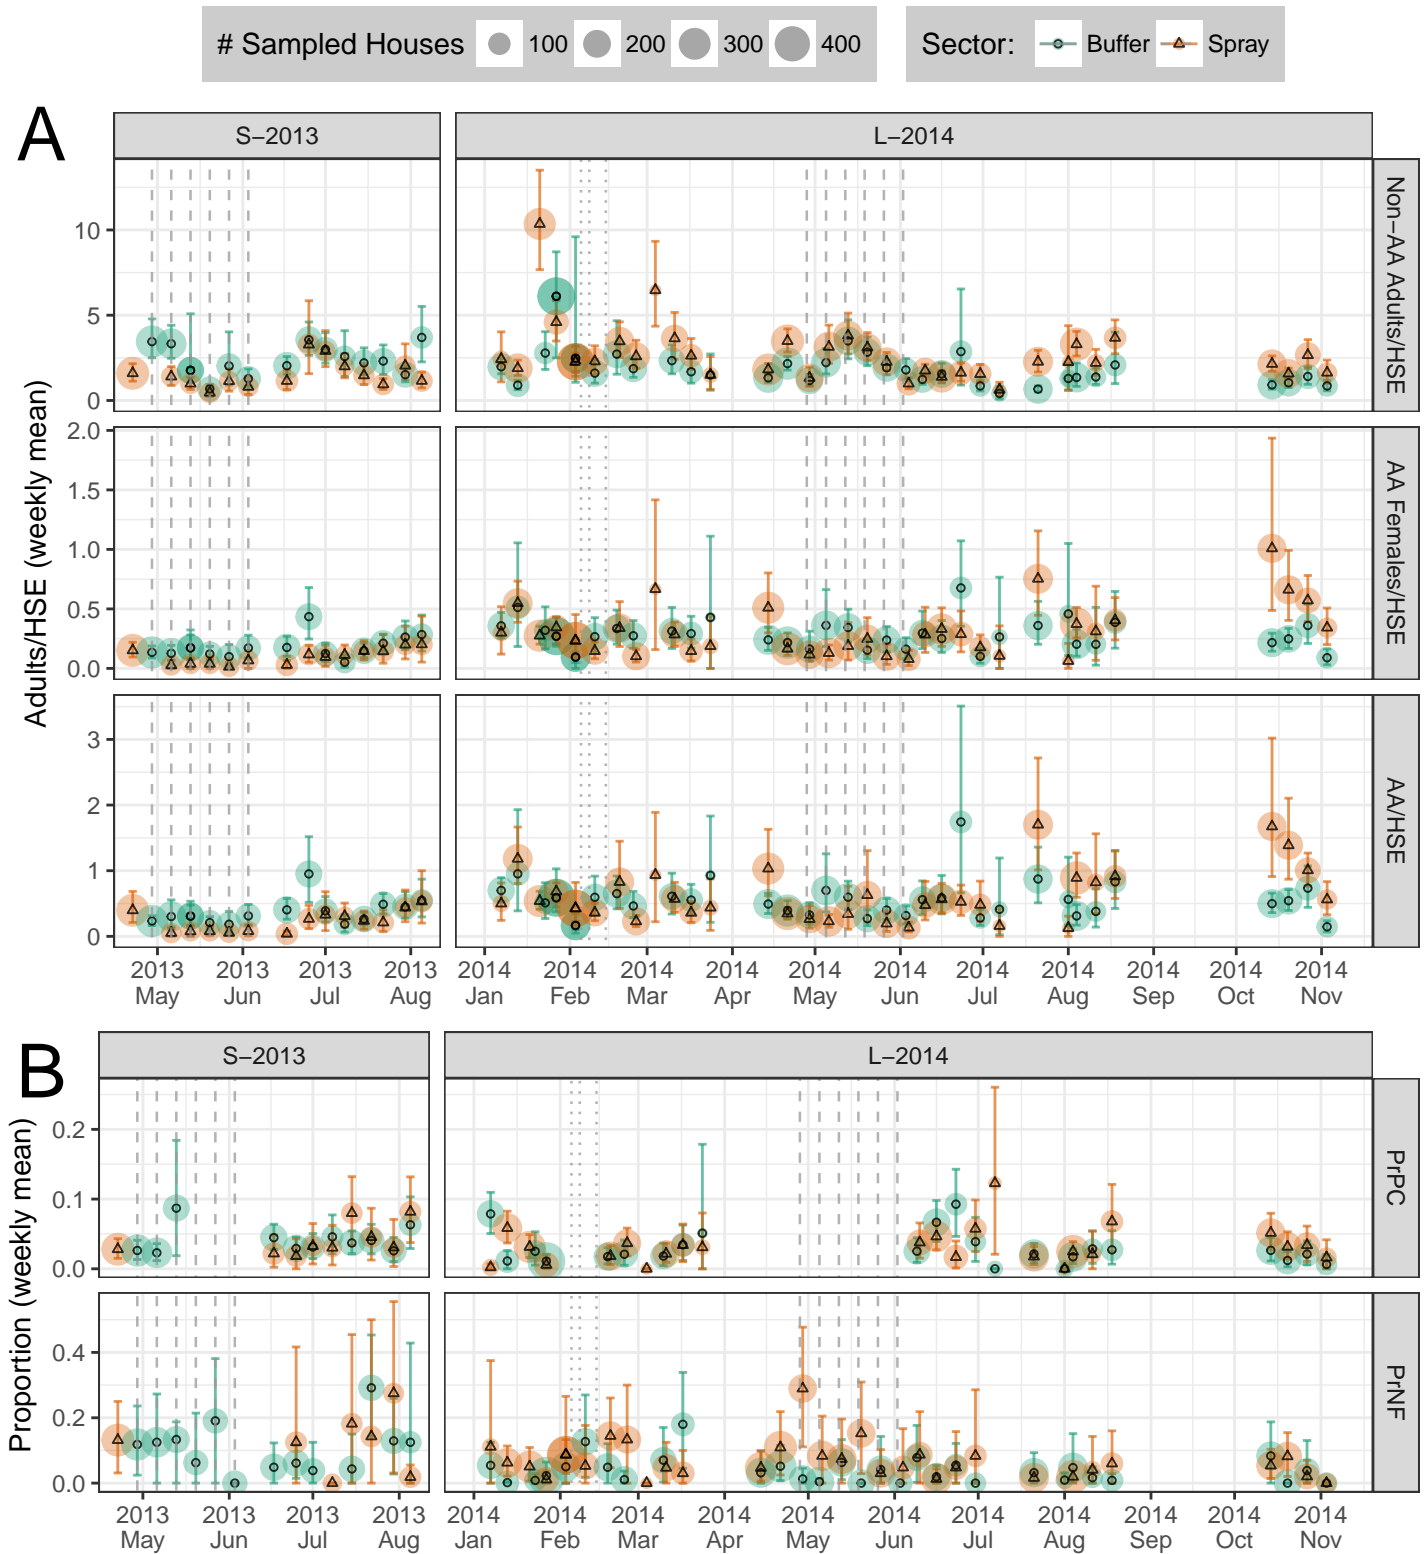 # Sampled Houses 100 200 300 400 Sector: Buffer Spray
A
S−2013 L−2014
Adults/HSE (weekly mean)
10
5
0
Non−AA Adults/HSE
2.0
1.5
1.0
0.5
0.0
AA Females/HSE
3
2
1
0
AA/HSE
2013 2013 2013 2013 2014 2014 2014 2014 2014 2014 2014 2014 2014 2014 2014
May Jun Jul Aug Jan Feb Mar Apr May Jun Jul Aug Sep Oct Nov
B
S−2013 L−2014
Proportion (weekly mean)
0.2
0.1
0.0
PrPC
0.4
0.2
0.0
PrNF
2013 2013 2013 2013 2014 2014 2014 2014 2014 2014 2014 2014 2014 2014 2014
May Jun Jul Aug Jan Feb Mar Apr May Jun Jul Aug Sep Oct Nov